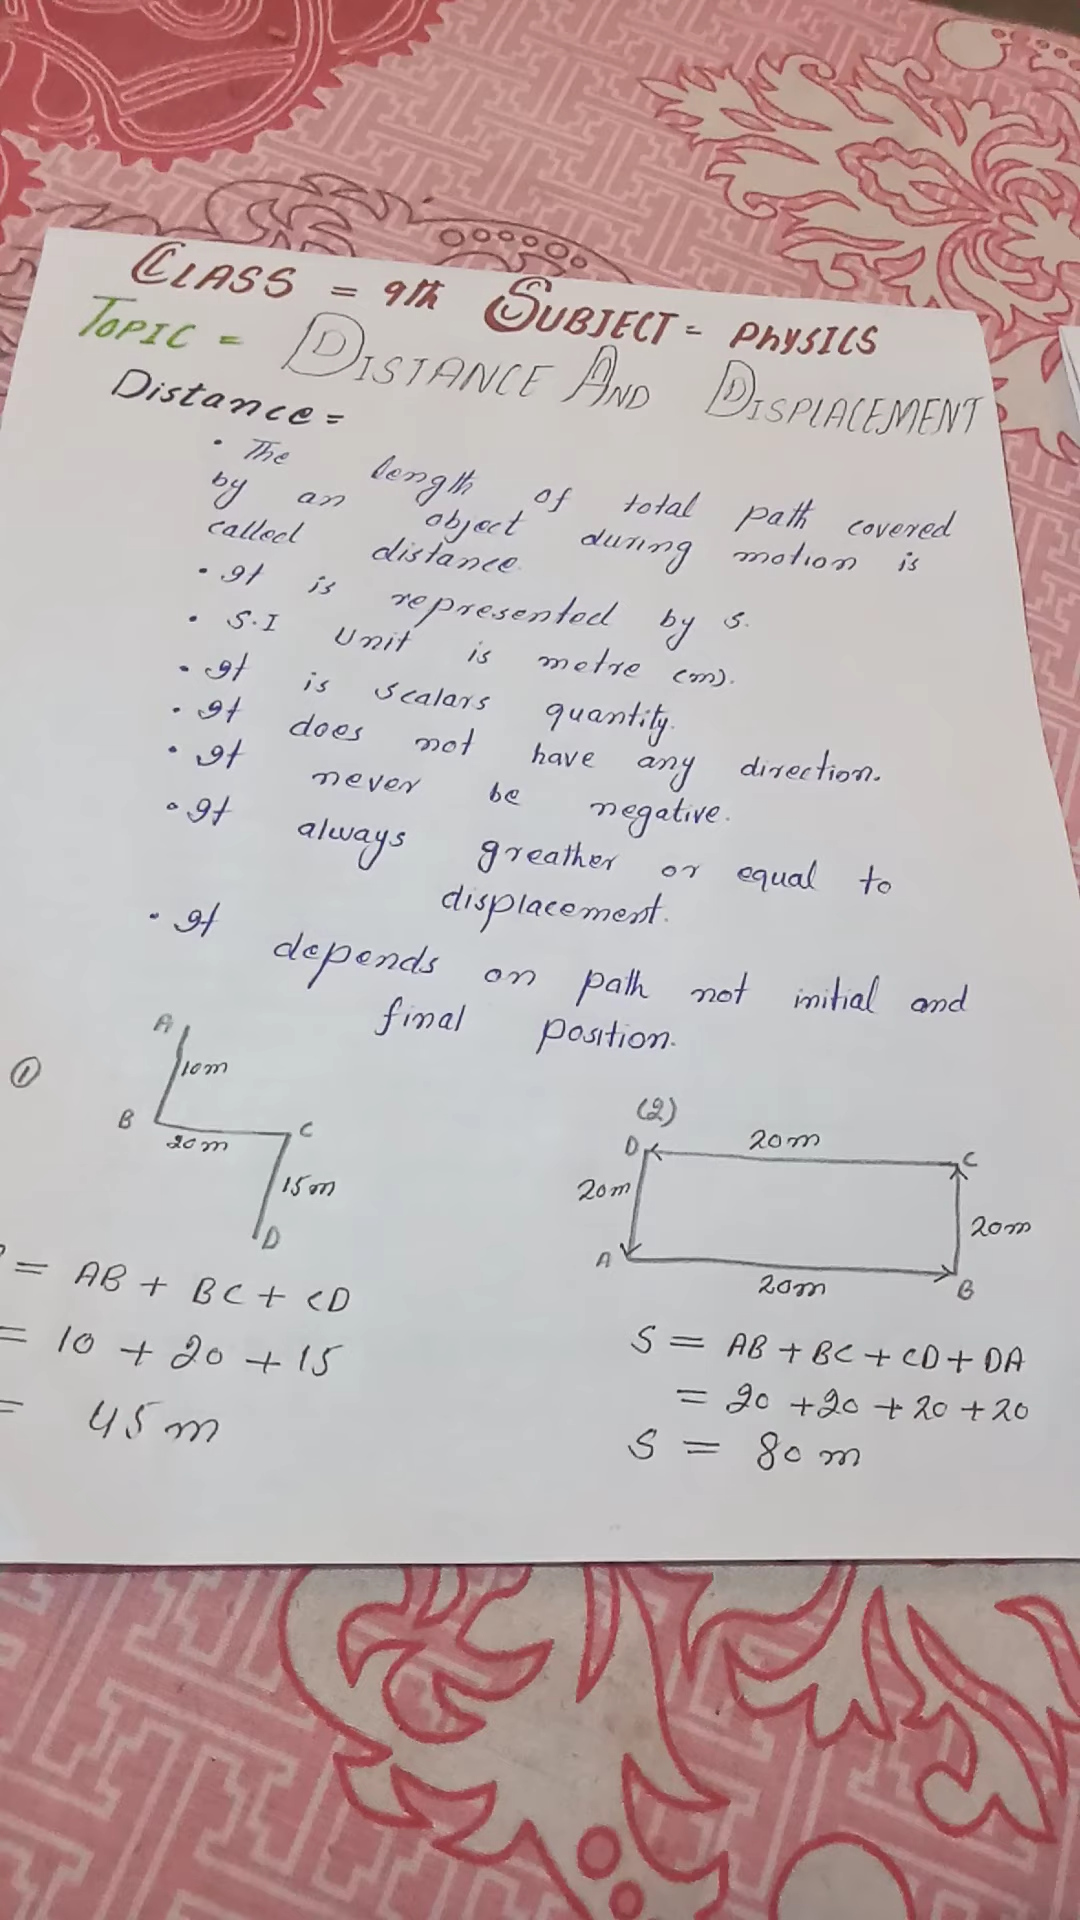 CLASS = 9th SUBJECT = PHYSICS
TOPIC = DISTANCE AND DISPLACEMENT
Distance =
• The length of total path covered
by an object during motion is
called distance.
• It is represented by s.
• S.I Unit is metre (m).
• It is scalars quantity.
• It does not have any direction.
• It never be negative.
• It always greather or equal to
displacement.
• It depends on path not initial and
final position.
①
A
10m
B
20m
C
15m
D
= AB + BC + CD
= 10 + 20 + 15
= 45m
(2)
D
20m
C
20m
20m
A
20m
B
S = AB + BC + CD + DA
= 20 + 20 + 20 + 20
S = 80 m